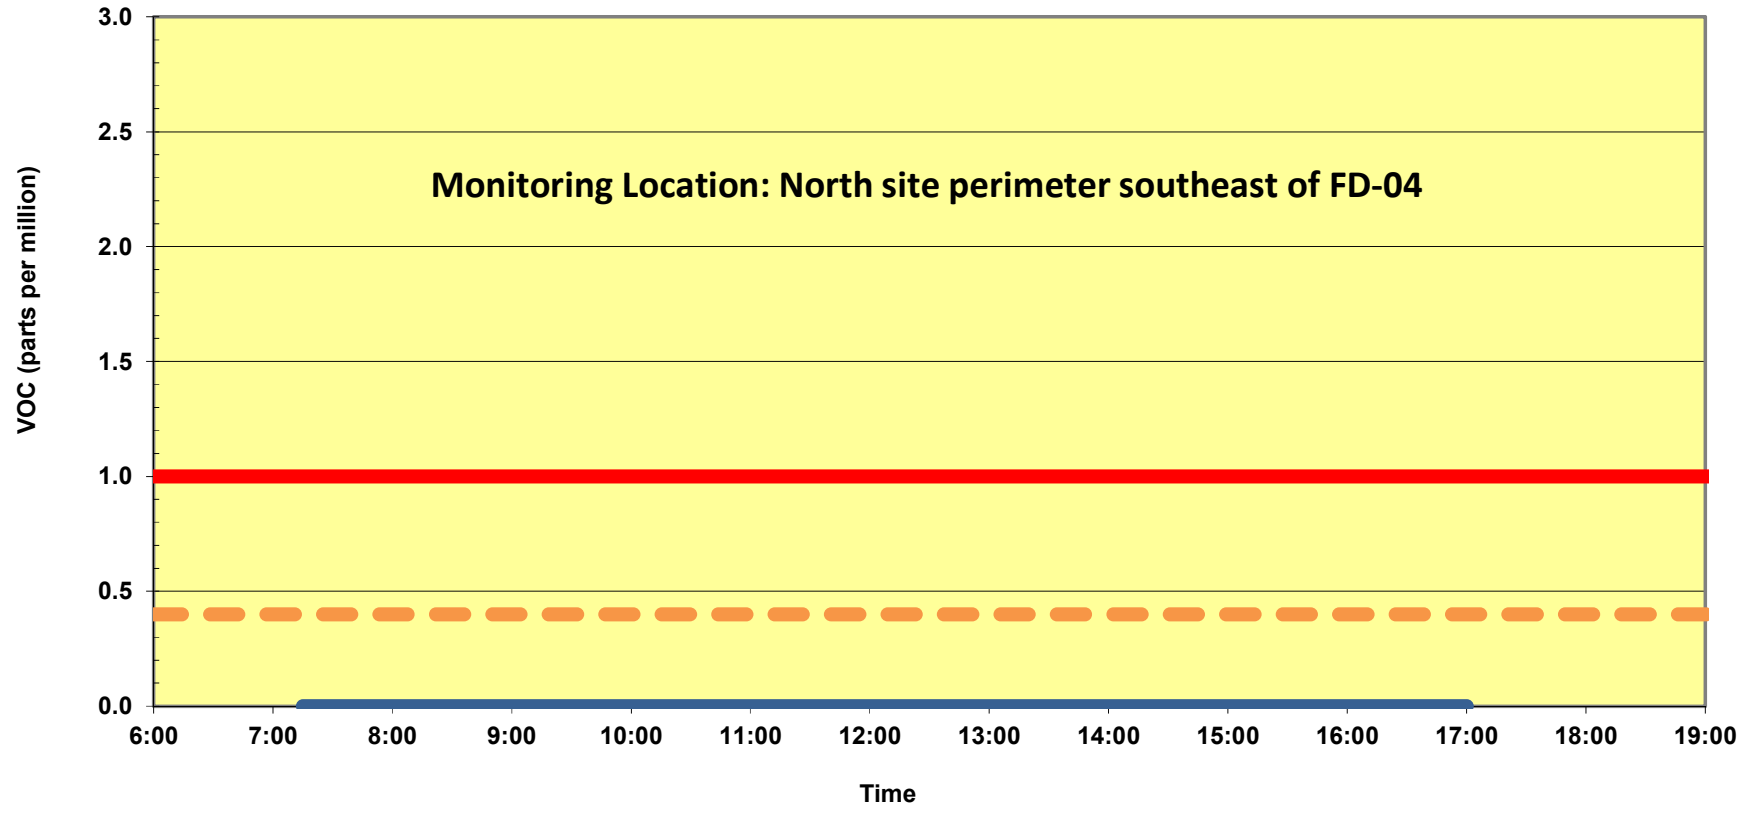 3.0
2.5
Monitoring Location: North site perimeter southeast of FD-04
2.0
VOC (parts per million)
1.5
1.0
0.5
0.0
6:00 7:00 8:00 9:00 10:00 11:00 12:00 13:00 14:00 15:00 16:00 17:00 18:00 19:00
Time